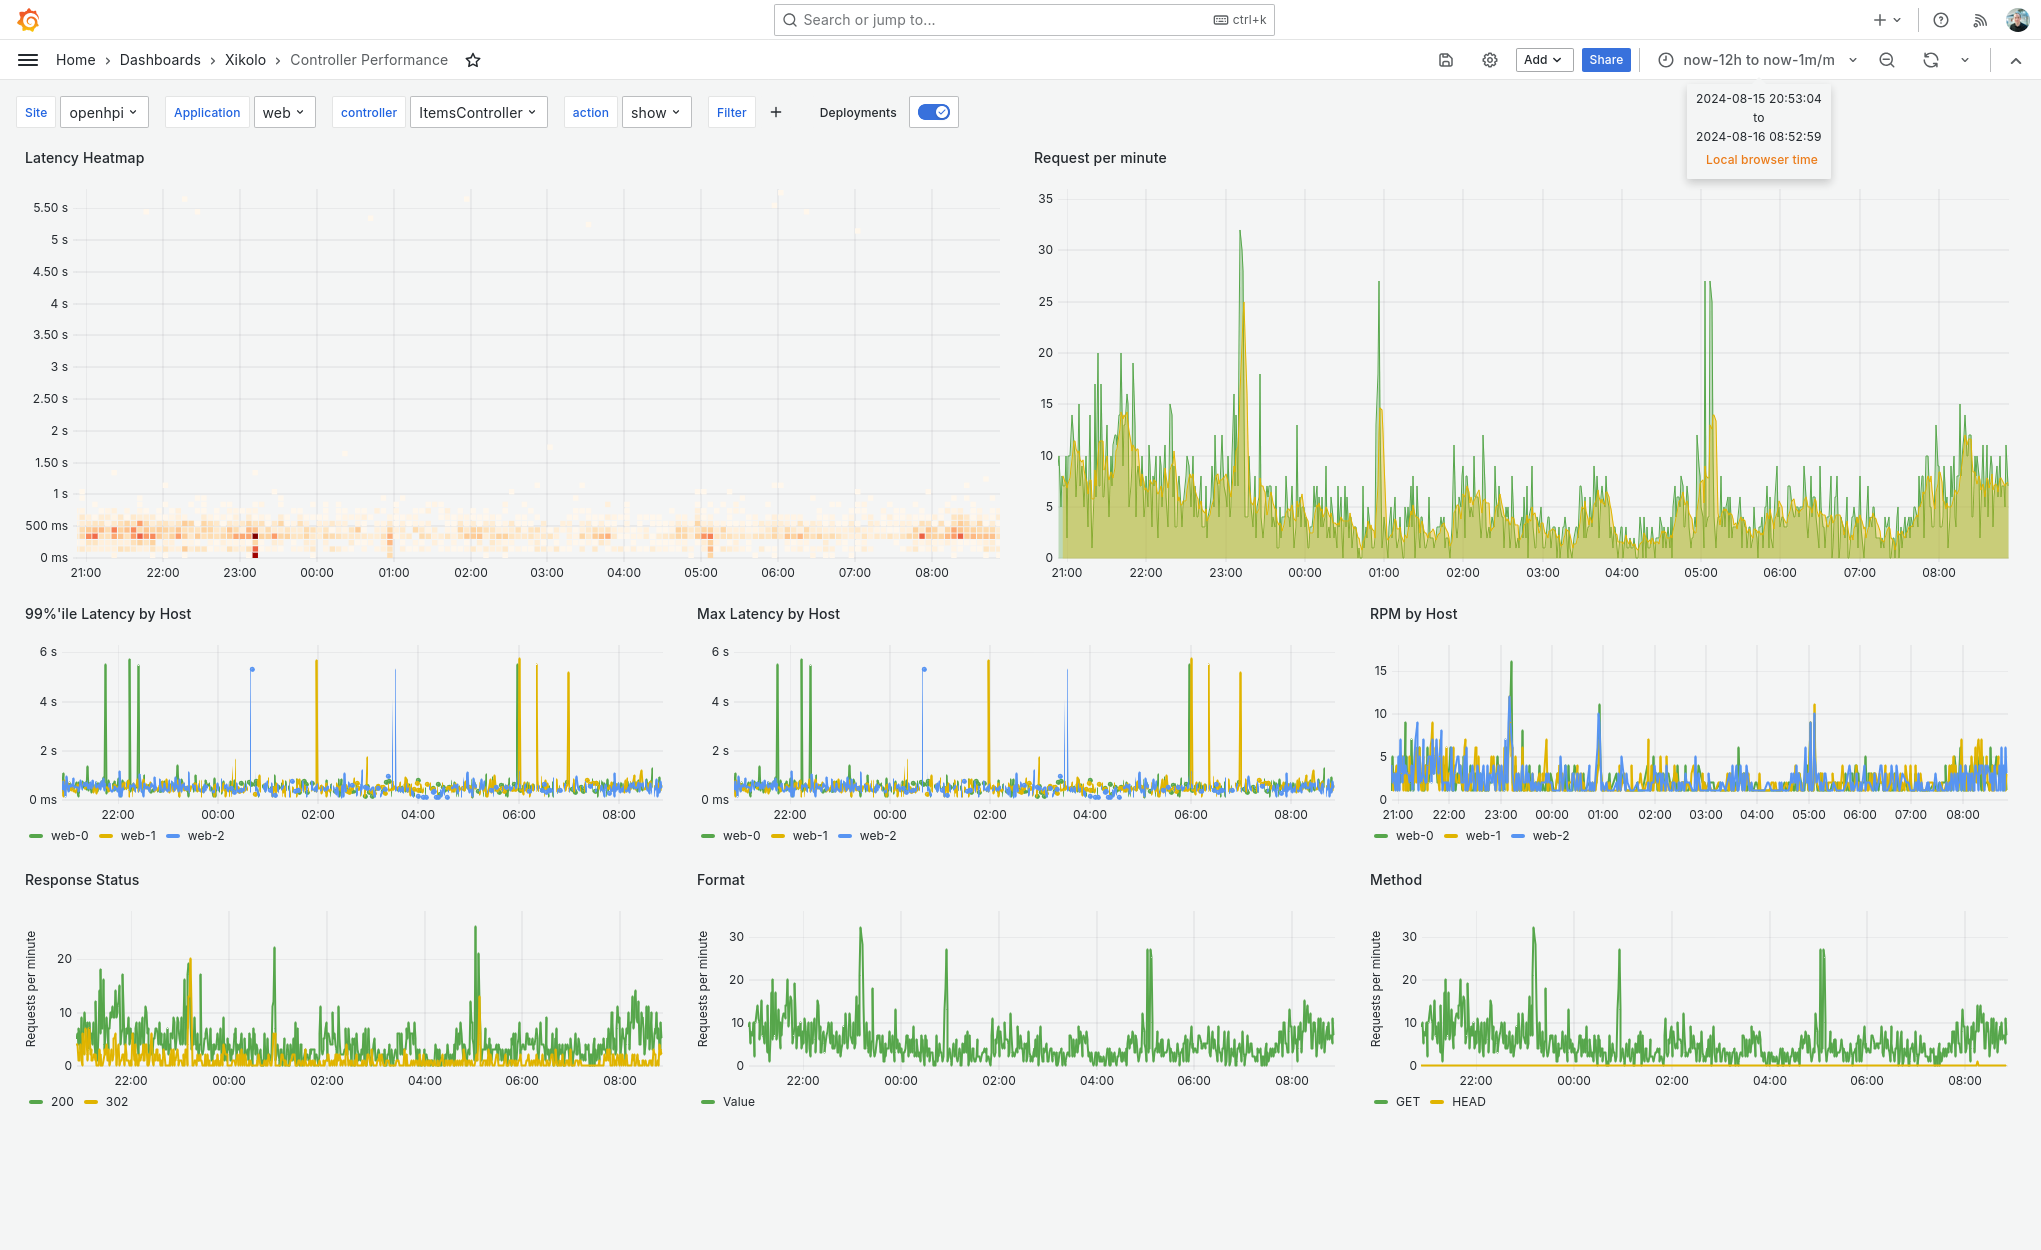 Search or jump to... ctrl+k
Home › Dashboards › Xikolo › Controller Performance
Add Share now-12h to now-1m/m
2024-08-15 20:53:04
to
2024-08-16 08:52:59
Local browser time
Site openhpi Application web controller ItemsController action show Filter + Deployments
Latency Heatmap
5.50 s
5 s
4.50 s
4 s
3.50 s
3 s
2.50 s
2 s
1.50 s
1 s
500 ms
0 ms
21:00 22:00 23:00 00:00 01:00 02:00 03:00 04:00 05:00 06:00 07:00 08:00
Request per minute
35
30
25
20
15
10
5
0
21:00 22:00 23:00 00:00 01:00 02:00 03:00 04:00 05:00 06:00 07:00 08:00
99%'ile Latency by Host
6 s
4 s
2 s
0 ms
22:00 00:00 02:00 04:00 06:00 08:00
web-0 web-1 web-2
Max Latency by Host
6 s
4 s
2 s
0 ms
22:00 00:00 02:00 04:00 06:00 08:00
web-0 web-1 web-2
RPM by Host
15
10
5
0
21:00 22:00 23:00 00:00 01:00 02:00 03:00 04:00 05:00 06:00 07:00 08:00
web-0 web-1 web-2
Response Status
Requests per minute
20
10
0
22:00 00:00 02:00 04:00 06:00 08:00
200 302
Format
Requests per minute
30
20
10
0
22:00 00:00 02:00 04:00 06:00 08:00
Value
Method
Requests per minute
30
20
10
0
22:00 00:00 02:00 04:00 06:00 08:00
GET HEAD